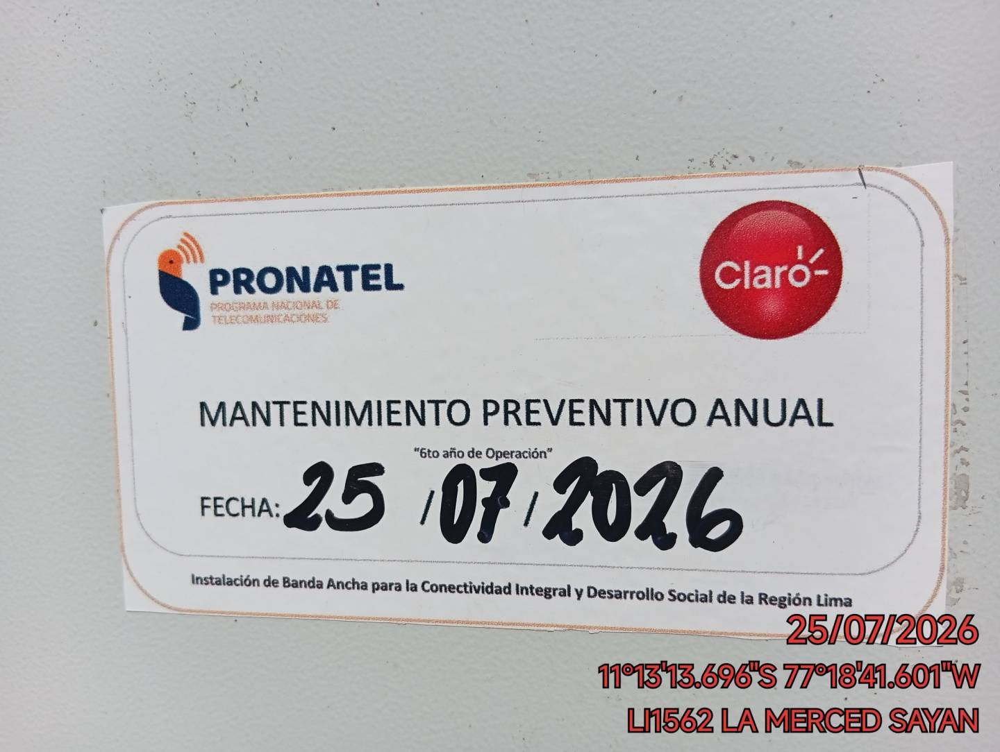 PRONATEL
PROGRAMA NACIONAL DE
TELECOMUNICACIONES
Claro
MANTENIMIENTO PREVENTIVO ANUAL
"6to año de Operación"
FECHA: 25 / 07 / 2026
Instalación de Banda Ancha para la Conectividad Integral y Desarrollo Social de la Región Lima
25/07/2026
11°13'13.696"S 77°18'41.601"W
LI1562 LA MERCED SAYAN